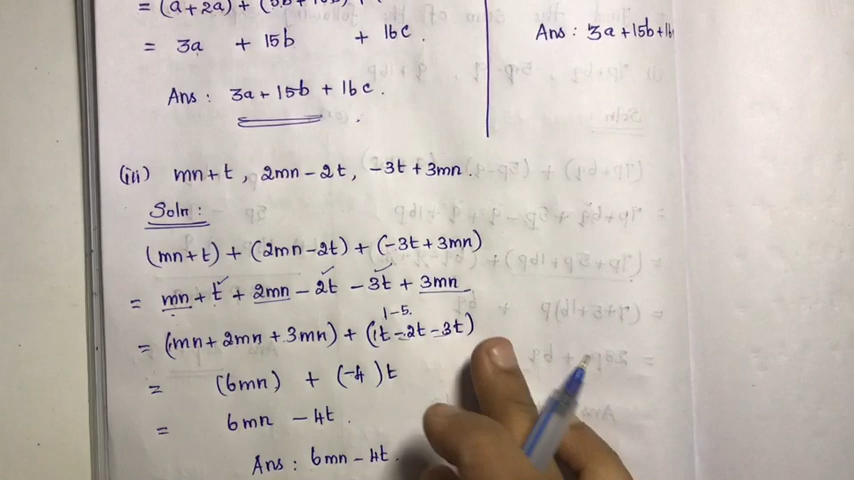 = (a+2a) +
= 3a + 15b + 16c.
Ans: 3a+15b+16c.
Ans: 3a+15b+16
(iii) mn+t, 2mn-2t, -3t+3mn.
Soln:
(mn+t) + (2mn-2t) + (-3t+3mn)
= mn + t + 2mn - 2t - 3t + 3mn
1-5.
= (mn+2mn+3mn) + (1t-2t-3t)
= (6mn) + (-4)t
= 6mn - 4t.
Ans: 6mn-4t.